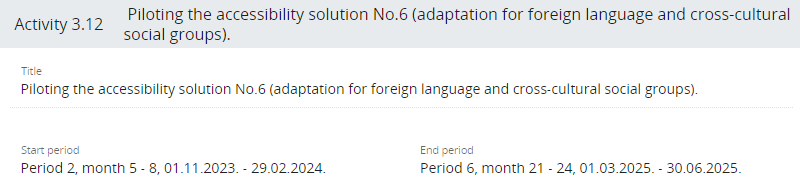 Activity 3.12
Piloting the accessibility solution No.6 (adaptation for foreign language and cross-cultural
social groups).
Title
Piloting the accessibility solution No.6 (adaptation for foreign language and cross-cultural social groups).
Start period
Period 2, month 5 - 8, 01.11.2023. - 29.02.2024.
End period
Period 6, month 21 - 24, 01.03.2025. - 30.06.2025.